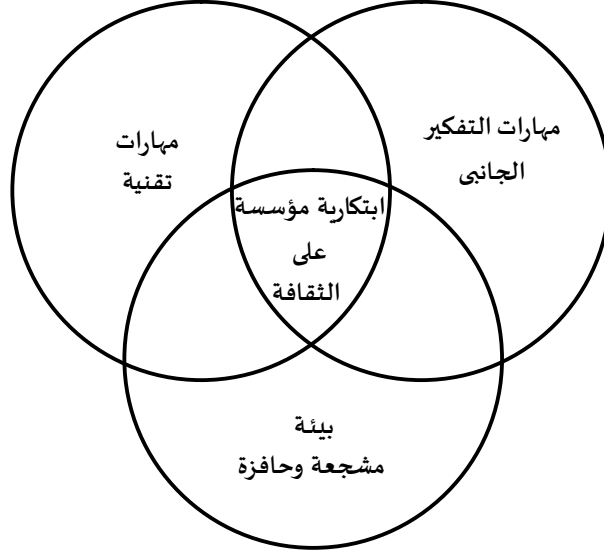 مهارات التفكير
الجانبى
مهارات
تقنية
ابتكارية مؤسسة
على
الثقافة
بيئة
مشجعة وحافزة